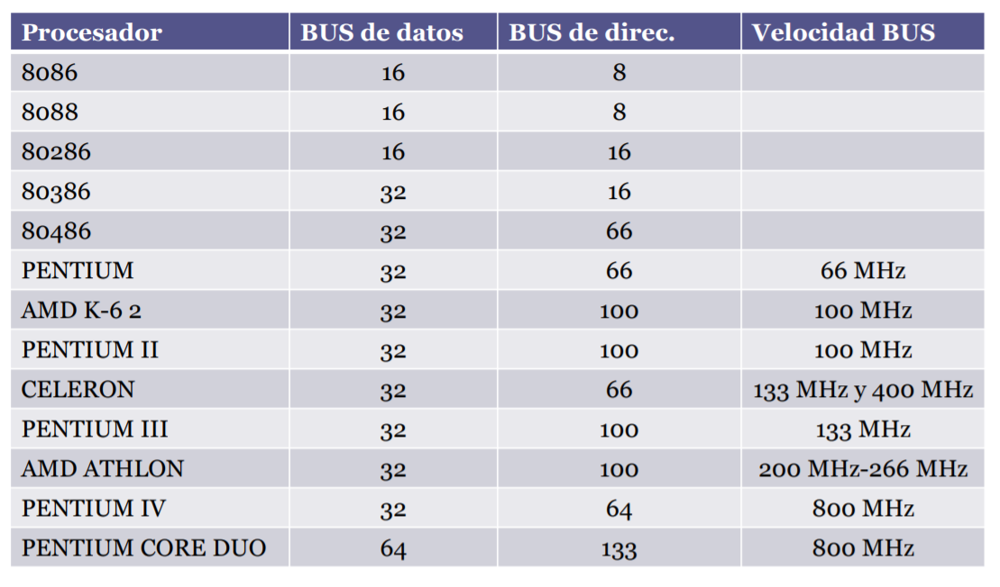 Procesador BUS de datos BUS de direc. Velocidad BUS
8086 16 8
8088 16 8
80286 16 16
80386 32 16
80486 32 66
PENTIUM 32 66 66 MHz
AMD K-6 2 32 100 100 MHz
PENTIUM II 32 100 100 MHz
CELERON 32 66 133 MHz y 400 MHz
PENTIUM III 32 100 133 MHz
AMD ATHLON 32 100 200 MHz-266 MHz
PENTIUM IV 32 64 800 MHz
PENTIUM CORE DUO 64 133 800 MHz